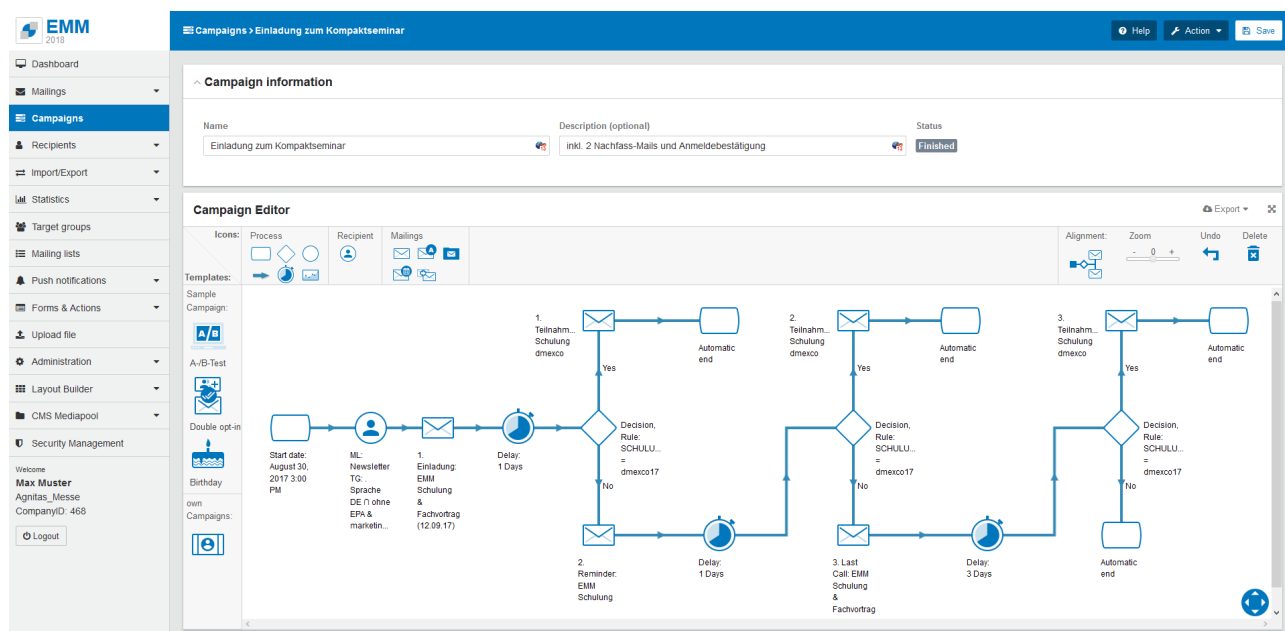 EMM
2018
Campaigns > Einladung zum Kompaktseminar
Help
Action
Save
Dashboard
Mailings
Campaigns
Recipients
Import/Export
Statistics
Target groups
Mailing lists
Push notifications
Forms & Actions
Upload file
Administration
Layout Builder
CMS Mediapool
Security Management
Welcome
Max Muster
Agnitas_Messe
CompanyID: 468
Logout
Campaign information
Name
Description (optional)
Status
Einladung zum Kompaktseminar
inkl. 2 Nachfass-Mails und Anmeldebestätigung
Finished
Campaign Editor
Export
Icons:
Process
Recipient
Mailings
Alignment:
Zoom
- 0 +
Undo
Delete
Templates:
Sample
Campaign:
A/B
A-/B-Test
Double opt-in
Birthday
own
Campaigns:
Start date:
August 30,
2017 3:00
PM
ML:
Newsletter
TG: .
Sprache
DE ∩ ohne
EPA &
marketin...
1.
Einladung:
EMM
Schulung
&
Fachvortrag
(12.09.17)
Delay:
1 Days
1.
Teilnahm...
Schulung
dmexco
Automatic
end
Yes
Decision,
Rule:
SCHULU...
=
dmexco17
No
2.
Reminder:
EMM
Schulung
Delay:
1 Days
2.
Teilnahm...
Schulung
dmexco
Automatic
end
Yes
Decision,
Rule:
SCHULU...
=
dmexco17
No
3. Last
Call: EMM
Schulung
&
Fachvortrag
Delay:
3 Days
3.
Teilnahm...
Schulung
dmexco
Automatic
end
Yes
Decision,
Rule:
SCHULU...
=
dmexco17
No
Automatic
end